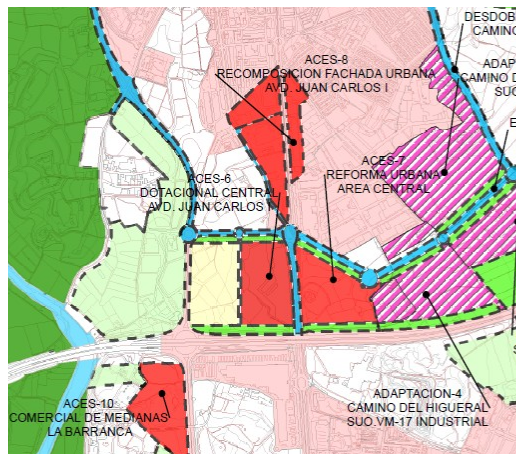 DESDOB
CAMINO
ACES-8
RECOMPOSICION FACHADA URBANA
AVD. JUAN CARLOS I
ADAP
CAMINO D
SUO
E
ACES-6
DOTACIONAL CENTRAL
AVD. JUAN CARLOS I
ACES-7
REFORMA URBANA
AREA CENTRAL
S
ACES-10
COMERCIAL DE MEDIANAS
LA BARRANCA
ADAPTACION-4
CAMINO DEL HIGUERAL
SUO.VM-17 INDUSTRIAL